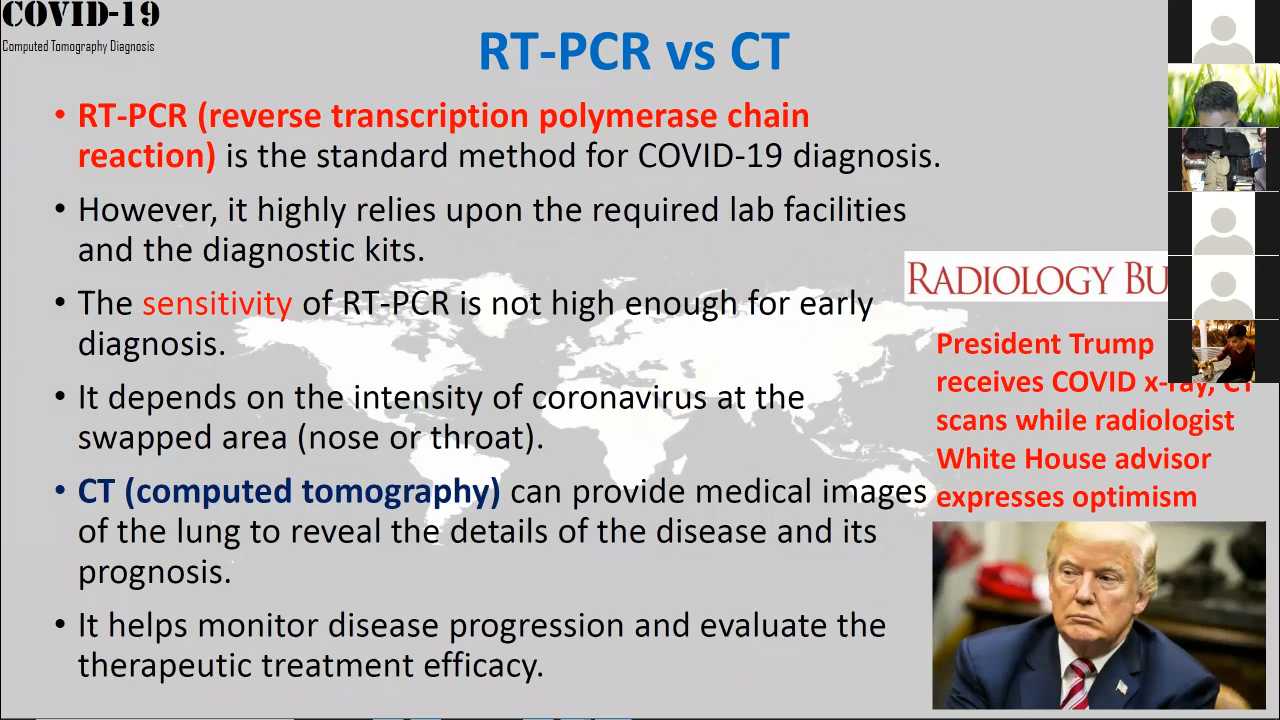 COVID-19
Computed Tomography Diagnosis
RT-PCR vs CT
• RT-PCR (reverse transcription polymerase chain
reaction) is the standard method for COVID-19 diagnosis.
• However, it highly relies upon the required lab facilities
and the diagnostic kits.
• The sensitivity of RT-PCR is not high enough for early
diagnosis.
• It depends on the intensity of coronavirus at the
swapped area (nose or throat).
• CT (computed tomography) can provide medical images
of the lung to reveal the details of the disease and its
prognosis.
• It helps monitor disease progression and evaluate the
therapeutic treatment efficacy.
RADIOLOGY BU
President Trump
receives COVID x-ray, CT
scans while radiologist
White House advisor
expresses optimism